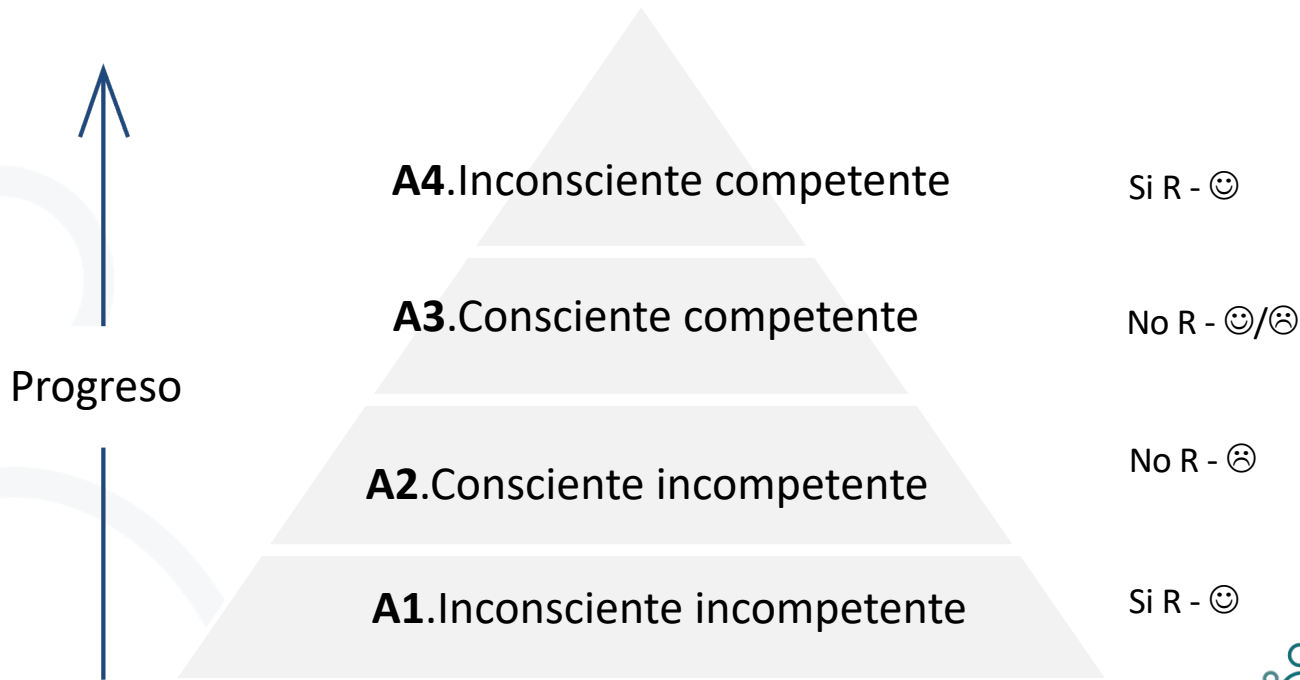 A4.Inconsciente competente
Si R - ☺
A3.Consciente competente
No R - ☺/☹
Progreso
A2.Consciente incompetente
No R - ☹
A1.Inconsciente incompetente
Si R - ☺